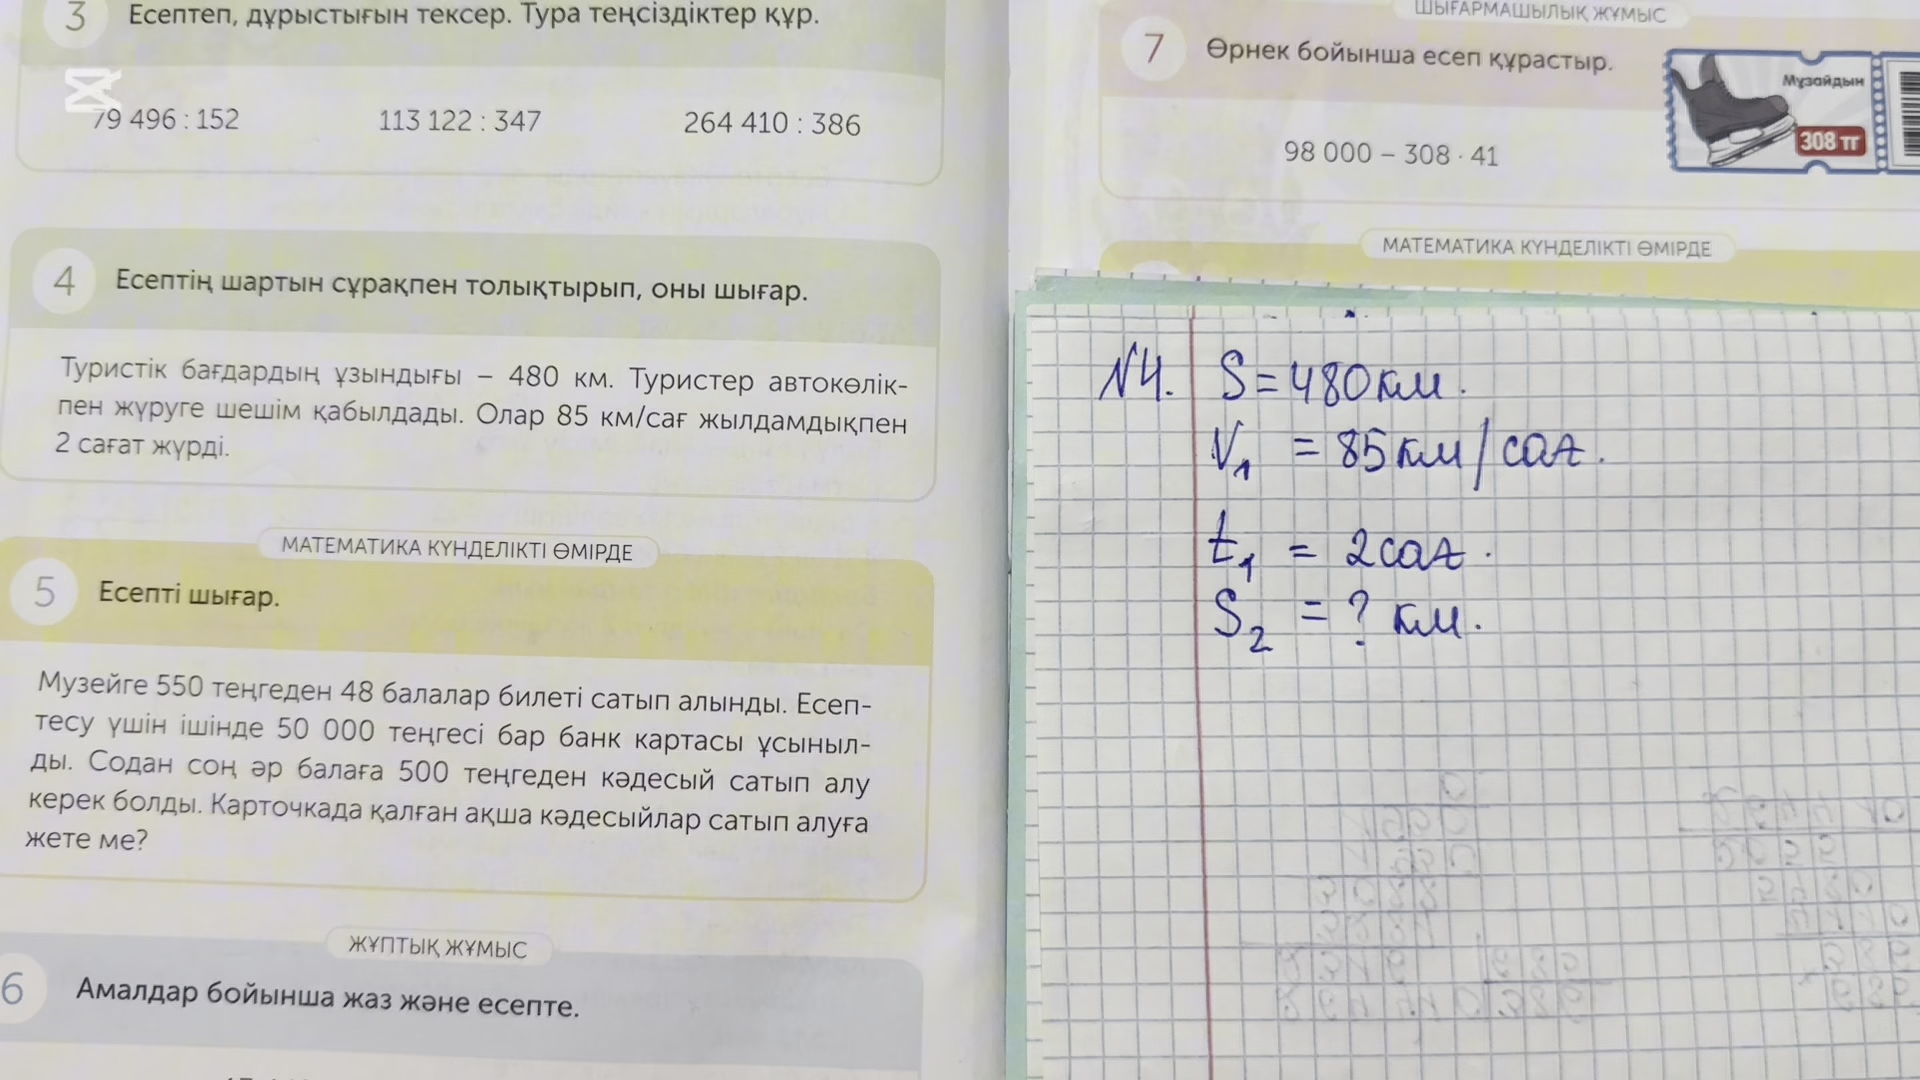 3 Есептеп, дұрыстығын тексер. Тура теңсіздіктер құр.
79 496 : 152 113 122 : 347 264 410 : 386
4 Есептің шартын сұрақпен толықтырып, оны шығар.
Туристік бағдардың ұзындығы – 480 км. Туристер автокөлік-
пен жүруге шешім қабылдады. Олар 85 км/сағ жылдамдықпен
2 сағат жүрді.
МАТЕМАТИКА КҮНДЕЛІКТІ ӨМІРДЕ
5 Есепті шығар.
Музейге 550 теңгеден 48 балалар билеті сатып алынды. Есеп-
тесу үшін ішінде 50 000 теңгесі бар банк картасы ұсыныл-
ды. Содан соң әр балаға 500 теңгеден кәдесый сатып алу
керек болды. Карточкада қалған ақша кәдесыйлар сатып алуға
жете ме?
ЖҰПТЫҚ ЖҰМЫС
6 Амалдар бойынша жаз және есепте.
ШЫҒАРМАШЫЛЫҚ ЖҰМЫС
7 Өрнек бойынша есеп құрастыр.
98 000 – 308 · 41
Мұзайдын
308 тг
МАТЕМАТИКА КҮНДЕЛІКТІ ӨМІРДЕ
№4. S = 480 км.
V₁ = 85 км/сағ.
t₁ = 2 сағ.
S₂ = ? км.